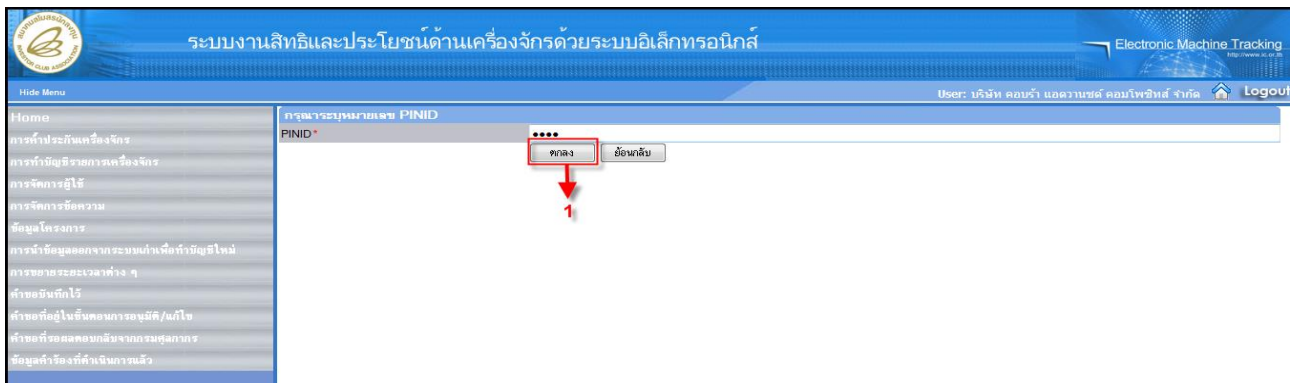 ระบบงานสิทธิและประโยชน์ด้านเครื่องจักรด้วยระบบอิเล็กทรอนิกส์
Electronic Machine Tracking
http://www.ic.or.th
Hide Menu
User: บริษัท คอบร้า แอดวานซด์ คอมโพซิทส์ จำกัด Logout
Home
กรุณาระบุหมายเลข PINID
การค้ำประกันเครื่องจักร
PINID* ••••
การทำบัญชีรายการเครื่องจักร
ตกลง ย้อนกลับ
การจัดการผู้ใช้
การจัดการข้อความ
1
ข้อมูลโครงการ
การนำข้อมูลออกจากระบบเก่าเพื่อทำบัญชีใหม่
การขยายระยะเวลาต่าง ๆ
คำขอบันทึกไว้
คำขอที่อยู่ในขั้นตอนการอนุมัติ/แก้ไข
คำขอที่รอผลตอบกลับจากกรมศุลกากร
ข้อมูลคำร้องที่ดำเนินการแล้ว